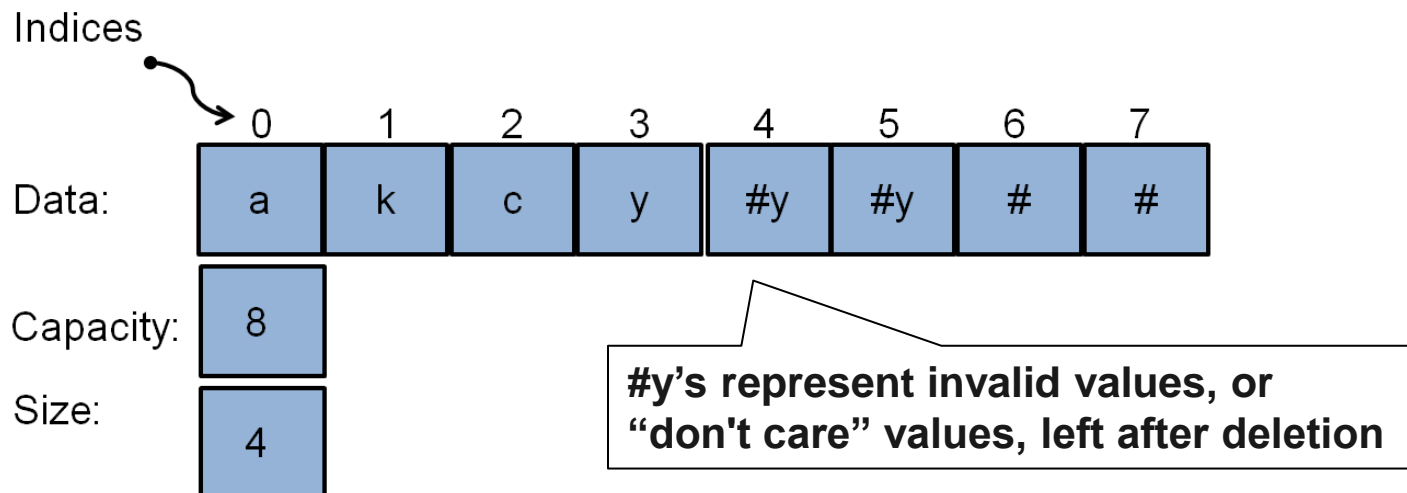 Indices
0 1 2 3 4 5 6 7
Data: a k c y #y #y # #
Capacity: 8
Size: 4
#y’s represent invalid values, or
“don't care” values, left after deletion